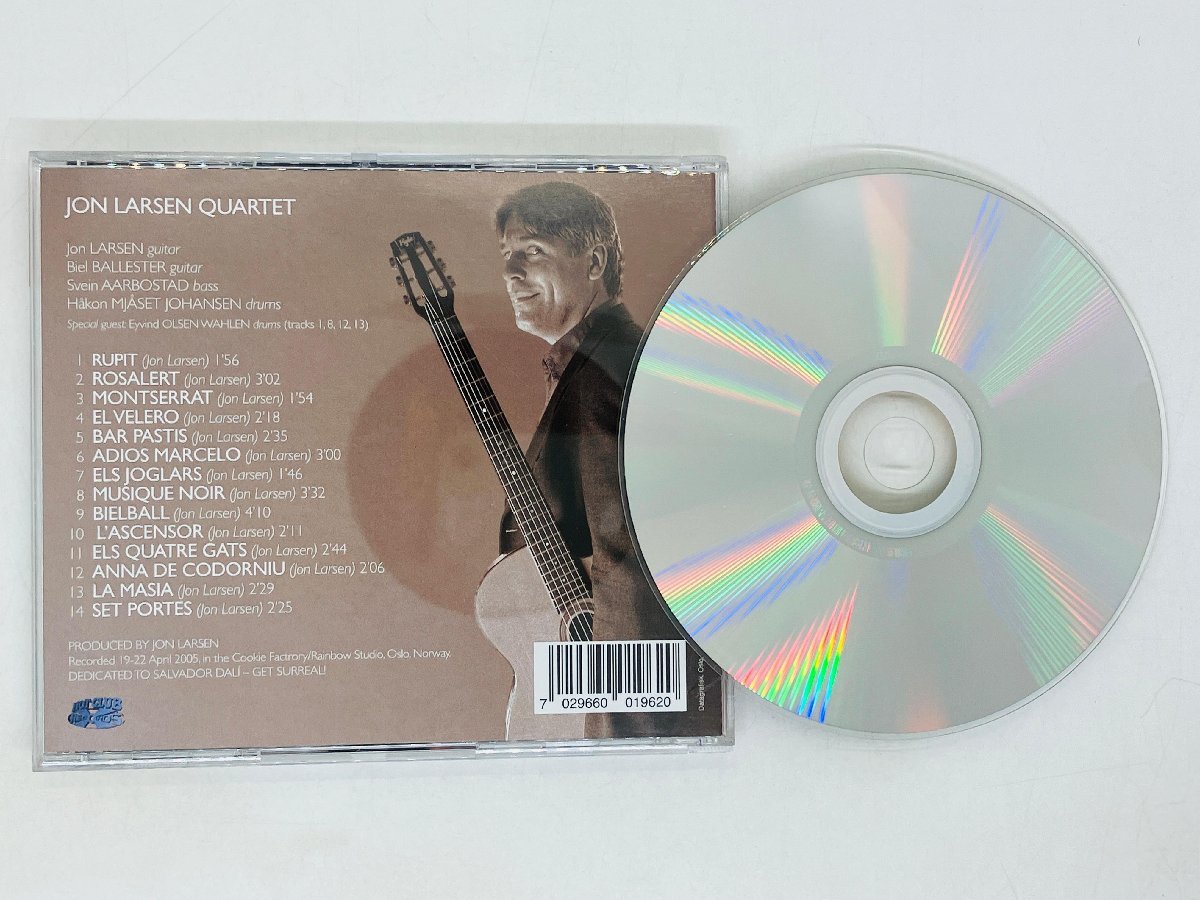 JON LARSEN QUARTET
Jon LARSEN guitar
Biel BALLESTER guitar
Svein AARBOSTAD bass
Håkon MJÅSET JOHANSEN drums
Special guest: Eyvind OLSEN WAHLEN drums (tracks 1, 8, 12, 13)
1 RUPIT (Jon Larsen) 1'56
2 ROSALERT (Jon Larsen) 3'02
3 MONTSERRAT (Jon Larsen) 1'54
4 EL VELERO (Jon Larsen) 2'18
5 BAR PASTIS (Jon Larsen) 2'35
6 ADIOS MARCELO (Jon Larsen) 3'00
7 ELS JOGLARS (Jon Larsen) 1'46
8 MUSIQUE NOIR (Jon Larsen) 3'32
9 BIELBALL (Jon Larsen) 4'10
10 L'ASCENSOR (Jon Larsen) 2'11
11 ELS QUATRE GATS (Jon Larsen) 2'44
12 ANNA DE CODORNIU (Jon Larsen) 2'06
13 LA MASIA (Jon Larsen) 2'29
14 SET PORTES (Jon Larsen) 2'25
PRODUCED BY JON LARSEN
Recorded 19-22 April 2005, in the Cookie Factrory/Rainbow Studio, Oslo, Norway.
DEDICATED TO SALVADOR DALÍ – GET SURREAL!
HOT CLUB
RECORDS
7 029660 019620
Datagrafisk, Oslo